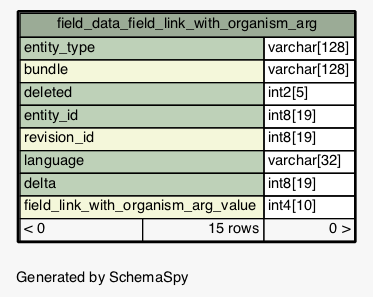 field_data_field_link_with_organism_arg
entity_type varchar[128]
bundle varchar[128]
deleted int2[5]
entity_id int8[19]
revision_id int8[19]
language varchar[32]
delta int8[19]
field_link_with_organism_arg_value int4[10]
< 0 15 rows 0 >
Generated by SchemaSpy